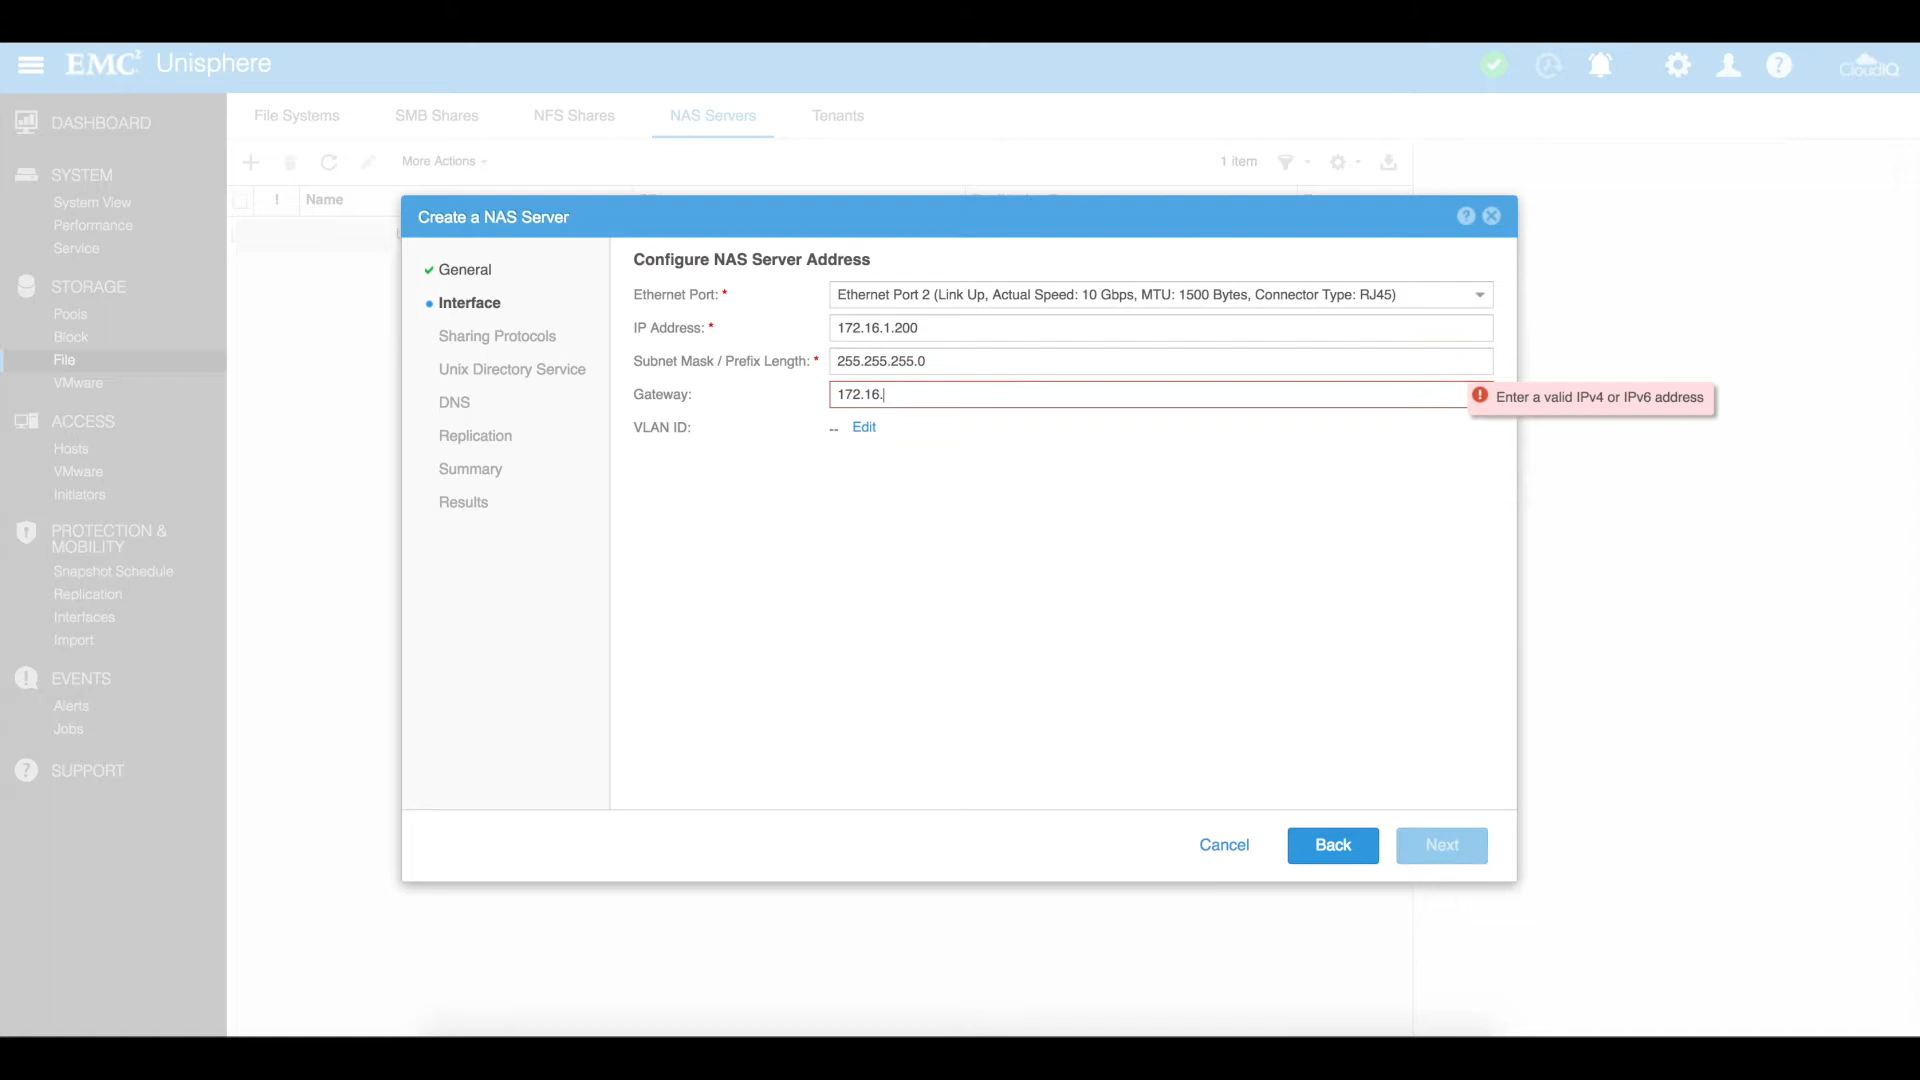 EMC² Unisphere
CloudIQ
DASHBOARD
SYSTEM
System View
Performance
Service
STORAGE
Pools
Block
File
VMware
ACCESS
Hosts
VMware
Initiators
PROTECTION &
MOBILITY
Snapshot Schedule
Replication
Interfaces
Import
EVENTS
Alerts
Jobs
SUPPORT
File Systems SMB Shares NFS Shares NAS Servers Tenants
More Actions 1 item
! Name
Create a NAS Server
General
Interface
Sharing Protocols
Unix Directory Service
DNS
Replication
Summary
Results
Configure NAS Server Address
Ethernet Port: * Ethernet Port 2 (Link Up, Actual Speed: 10 Gbps, MTU: 1500 Bytes, Connector Type: RJ45)
IP Address: * 172.16.1.200
Subnet Mask / Prefix Length: * 255.255.255.0
Gateway: 172.16.
Enter a valid IPv4 or IPv6 address
VLAN ID: -- Edit
Cancel Back Next